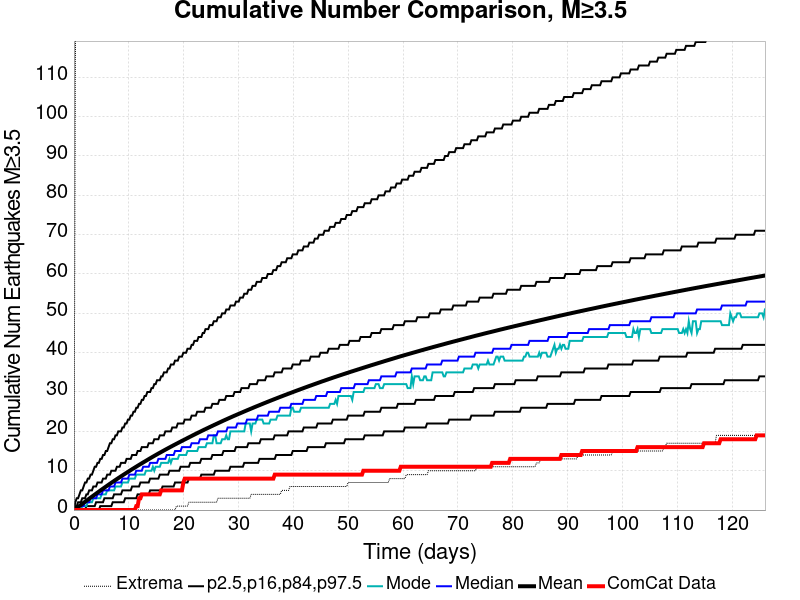 Cumulative Number Comparison, M≥3.5
Cumulative Num Earthquakes M≥3.5
110
100
90
80
70
60
50
40
30
20
10
0
0 10 20 30 40 50 60 70 80 90 100 110 120
Time (days)
Extrema p2.5,p16,p84,p97.5 Mode Median Mean ComCat Data